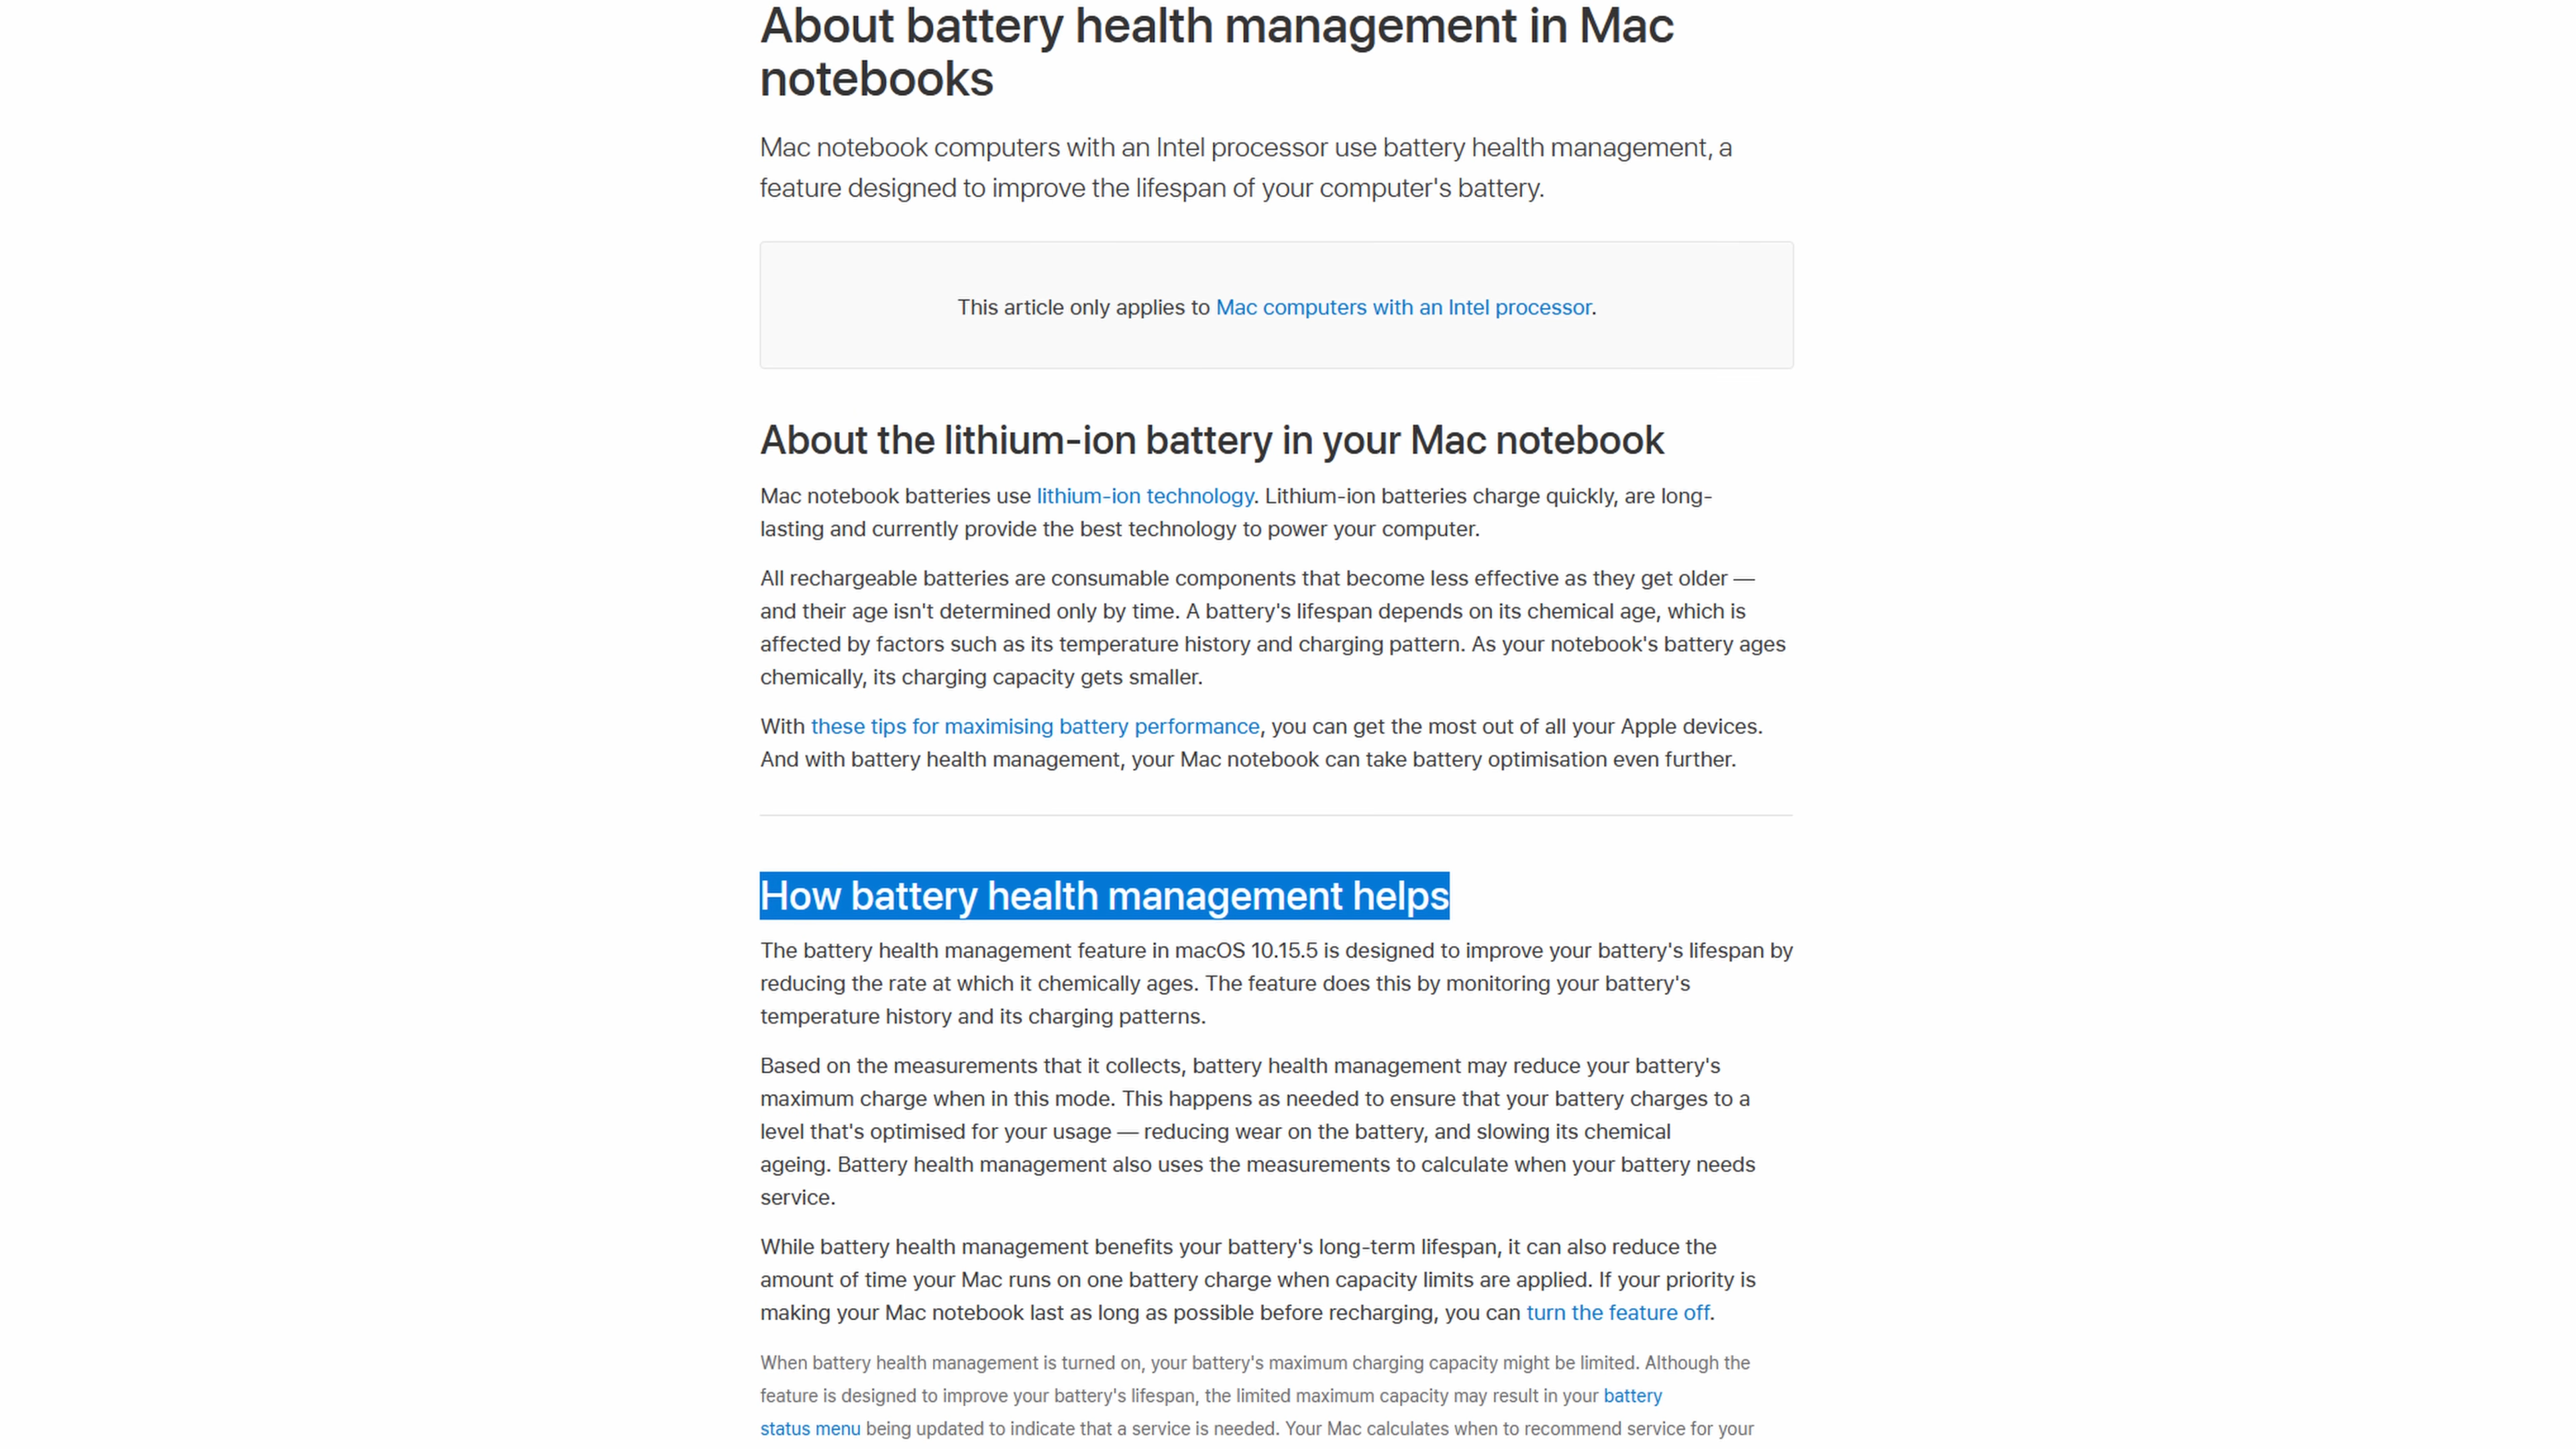 About battery health management in Mac
notebooks
Mac notebook computers with an Intel processor use battery health management, a
feature designed to improve the lifespan of your computer's battery.
This article only applies to Mac computers with an Intel processor.
About the lithium-ion battery in your Mac notebook
Mac notebook batteries use lithium-ion technology. Lithium-ion batteries charge quickly, are long-
lasting and currently provide the best technology to power your computer.
All rechargeable batteries are consumable components that become less effective as they get older —
and their age isn't determined only by time. A battery's lifespan depends on its chemical age, which is
affected by factors such as its temperature history and charging pattern. As your notebook's battery ages
chemically, its charging capacity gets smaller.
With these tips for maximising battery performance, you can get the most out of all your Apple devices.
And with battery health management, your Mac notebook can take battery optimisation even further.
How battery health management helps
The battery health management feature in macOS 10.15.5 is designed to improve your battery's lifespan by
reducing the rate at which it chemically ages. The feature does this by monitoring your battery's
temperature history and its charging patterns.
Based on the measurements that it collects, battery health management may reduce your battery's
maximum charge when in this mode. This happens as needed to ensure that your battery charges to a
level that's optimised for your usage — reducing wear on the battery, and slowing its chemical
ageing. Battery health management also uses the measurements to calculate when your battery needs
service.
While battery health management benefits your battery's long-term lifespan, it can also reduce the
amount of time your Mac runs on one battery charge when capacity limits are applied. If your priority is
making your Mac notebook last as long as possible before recharging, you can turn the feature off.
When battery health management is turned on, your battery's maximum charging capacity might be limited. Although the
feature is designed to improve your battery's lifespan, the limited maximum capacity may result in your battery
status menu being updated to indicate that a service is needed. Your Mac calculates when to recommend service for your